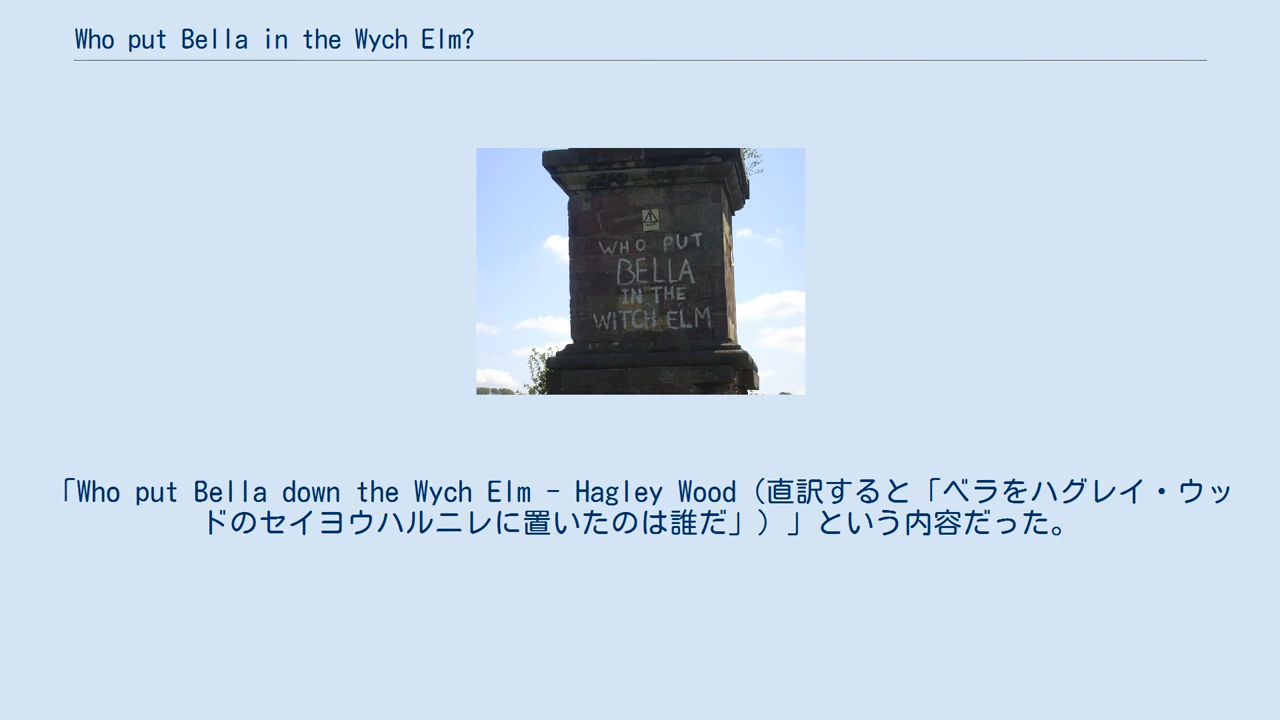 Who put Bella in the Wych Elm?
WHO PUT
BELLA
IN THE
WITCH ELM
「Who put Bella down the Wych Elm – Hagley Wood（直訳すると「ベラをハグレイ・ウッ
ドのセイヨウハルニレに置いたのは誰だ」）」という内容だった。